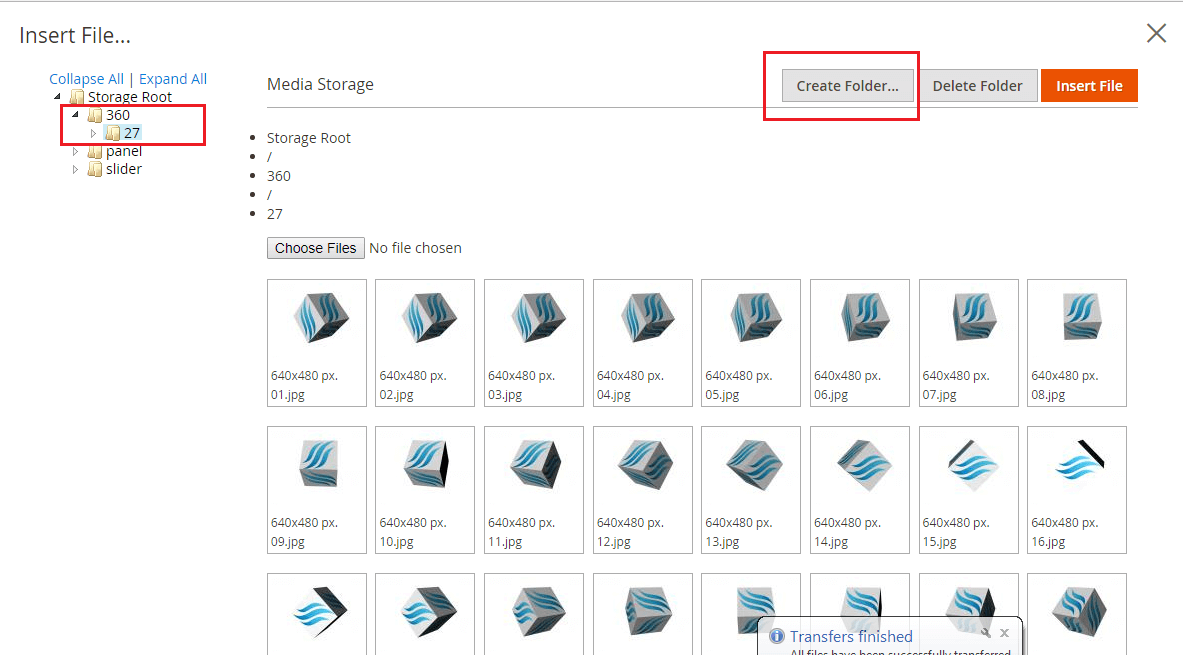 Insert File...
Collapse All | Expand All
Storage Root
360
27
panel
slider
Media Storage
Create Folder...
Delete Folder
Insert File
Storage Root
/
360
/
27
Choose Files No file chosen
640x480 px. 640x480 px. 640x480 px. 640x480 px. 640x480 px. 640x480 px. 640x480 px. 640x480 px.
01.jpg 02.jpg 03.jpg 04.jpg 05.jpg 06.jpg 07.jpg 08.jpg
640x480 px. 640x480 px. 640x480 px. 640x480 px. 640x480 px. 640x480 px. 640x480 px. 640x480 px.
09.jpg 10.jpg 11.jpg 12.jpg 13.jpg 14.jpg 15.jpg 16.jpg
Transfers finished
All files have been successfully transferred